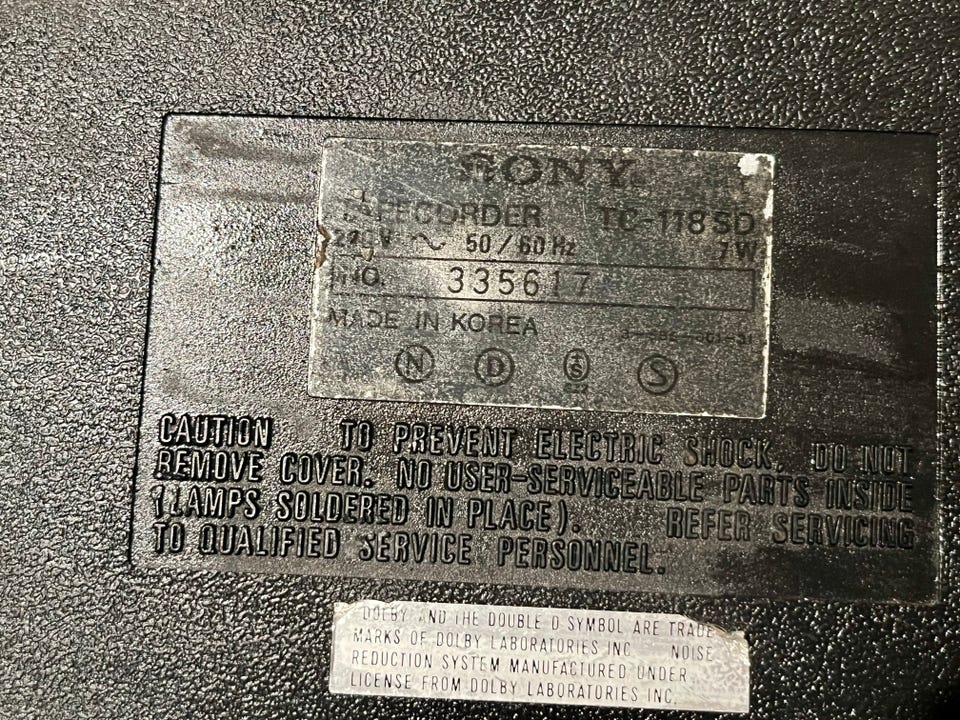 SONY
TAPECORDER TC-118SD
220V ~ 50/60Hz 7W
NO. 335617
MADE IN KOREA
N D S S
CAUTION TO PREVENT ELECTRIC SHOCK, DO NOT
REMOVE COVER. NO USER-SERVICEABLE PARTS INSIDE
(LAMPS SOLDERED IN PLACE). REFER SERVICING
TO QUALIFIED SERVICE PERSONNEL.
DOLBY AND THE DOUBLE D SYMBOL ARE TRADE
MARKS OF DOLBY LABORATORIES INC NOISE
REDUCTION SYSTEM MANUFACTURED UNDER
LICENSE FROM DOLBY LABORATORIES INC.